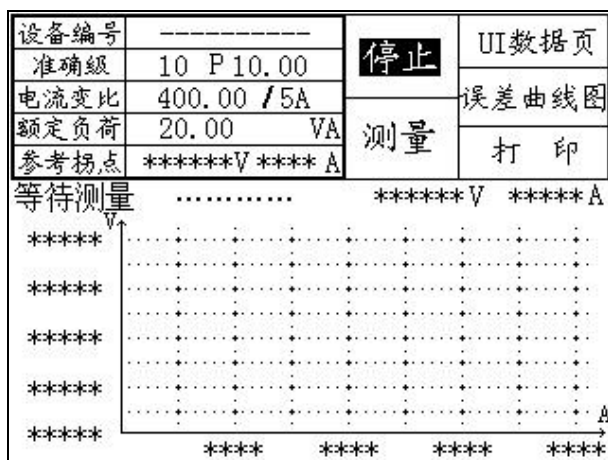 设备编号 ----------
准确级 10 P 10.00
电流变比 400.00 / 5A
额定负荷 20.00 VA
参考拐点 ******V **** A
停止
测量
UI数据页
误差曲线图
打 印
等待测量 ············ ****** V ***** A
V
*****
*****
*****
*****
*****
A
**** **** **** ****